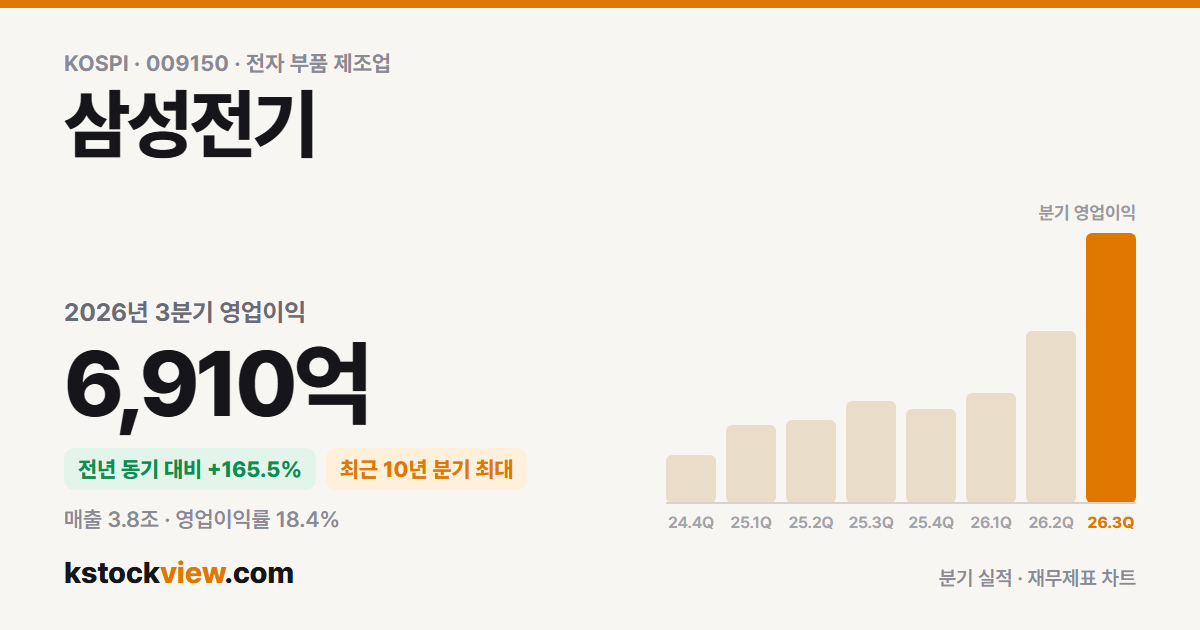 KOSPI · 009150 · 전자 부품 제조업
삼성전기
2026년 3분기 영업이익
6,910억
전년 동기 대비 +165.5%
최근 10년 분기 최대
매출 3.8조 · 영업이익률 18.4%
kstockview.com
분기 영업이익
24.4Q 25.1Q 25.2Q 25.3Q 25.4Q 26.1Q 26.2Q 26.3Q
분기 실적 · 재무제표 차트